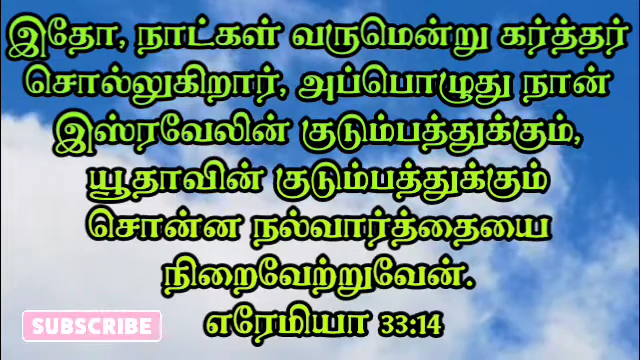 இதோ, நாட்கள் வருமென்று கர்த்தர்
சொல்லுகிறார், அப்பொழுது நான்
இஸ்ரவேலின் குடும்பத்துக்கும்,
யூதாவின் குடும்பத்துக்கும்
சொன்ன நல்வார்த்தையை
நிறைவேற்றுவேன்.
எரேமியா 33:14
SUBSCRIBE